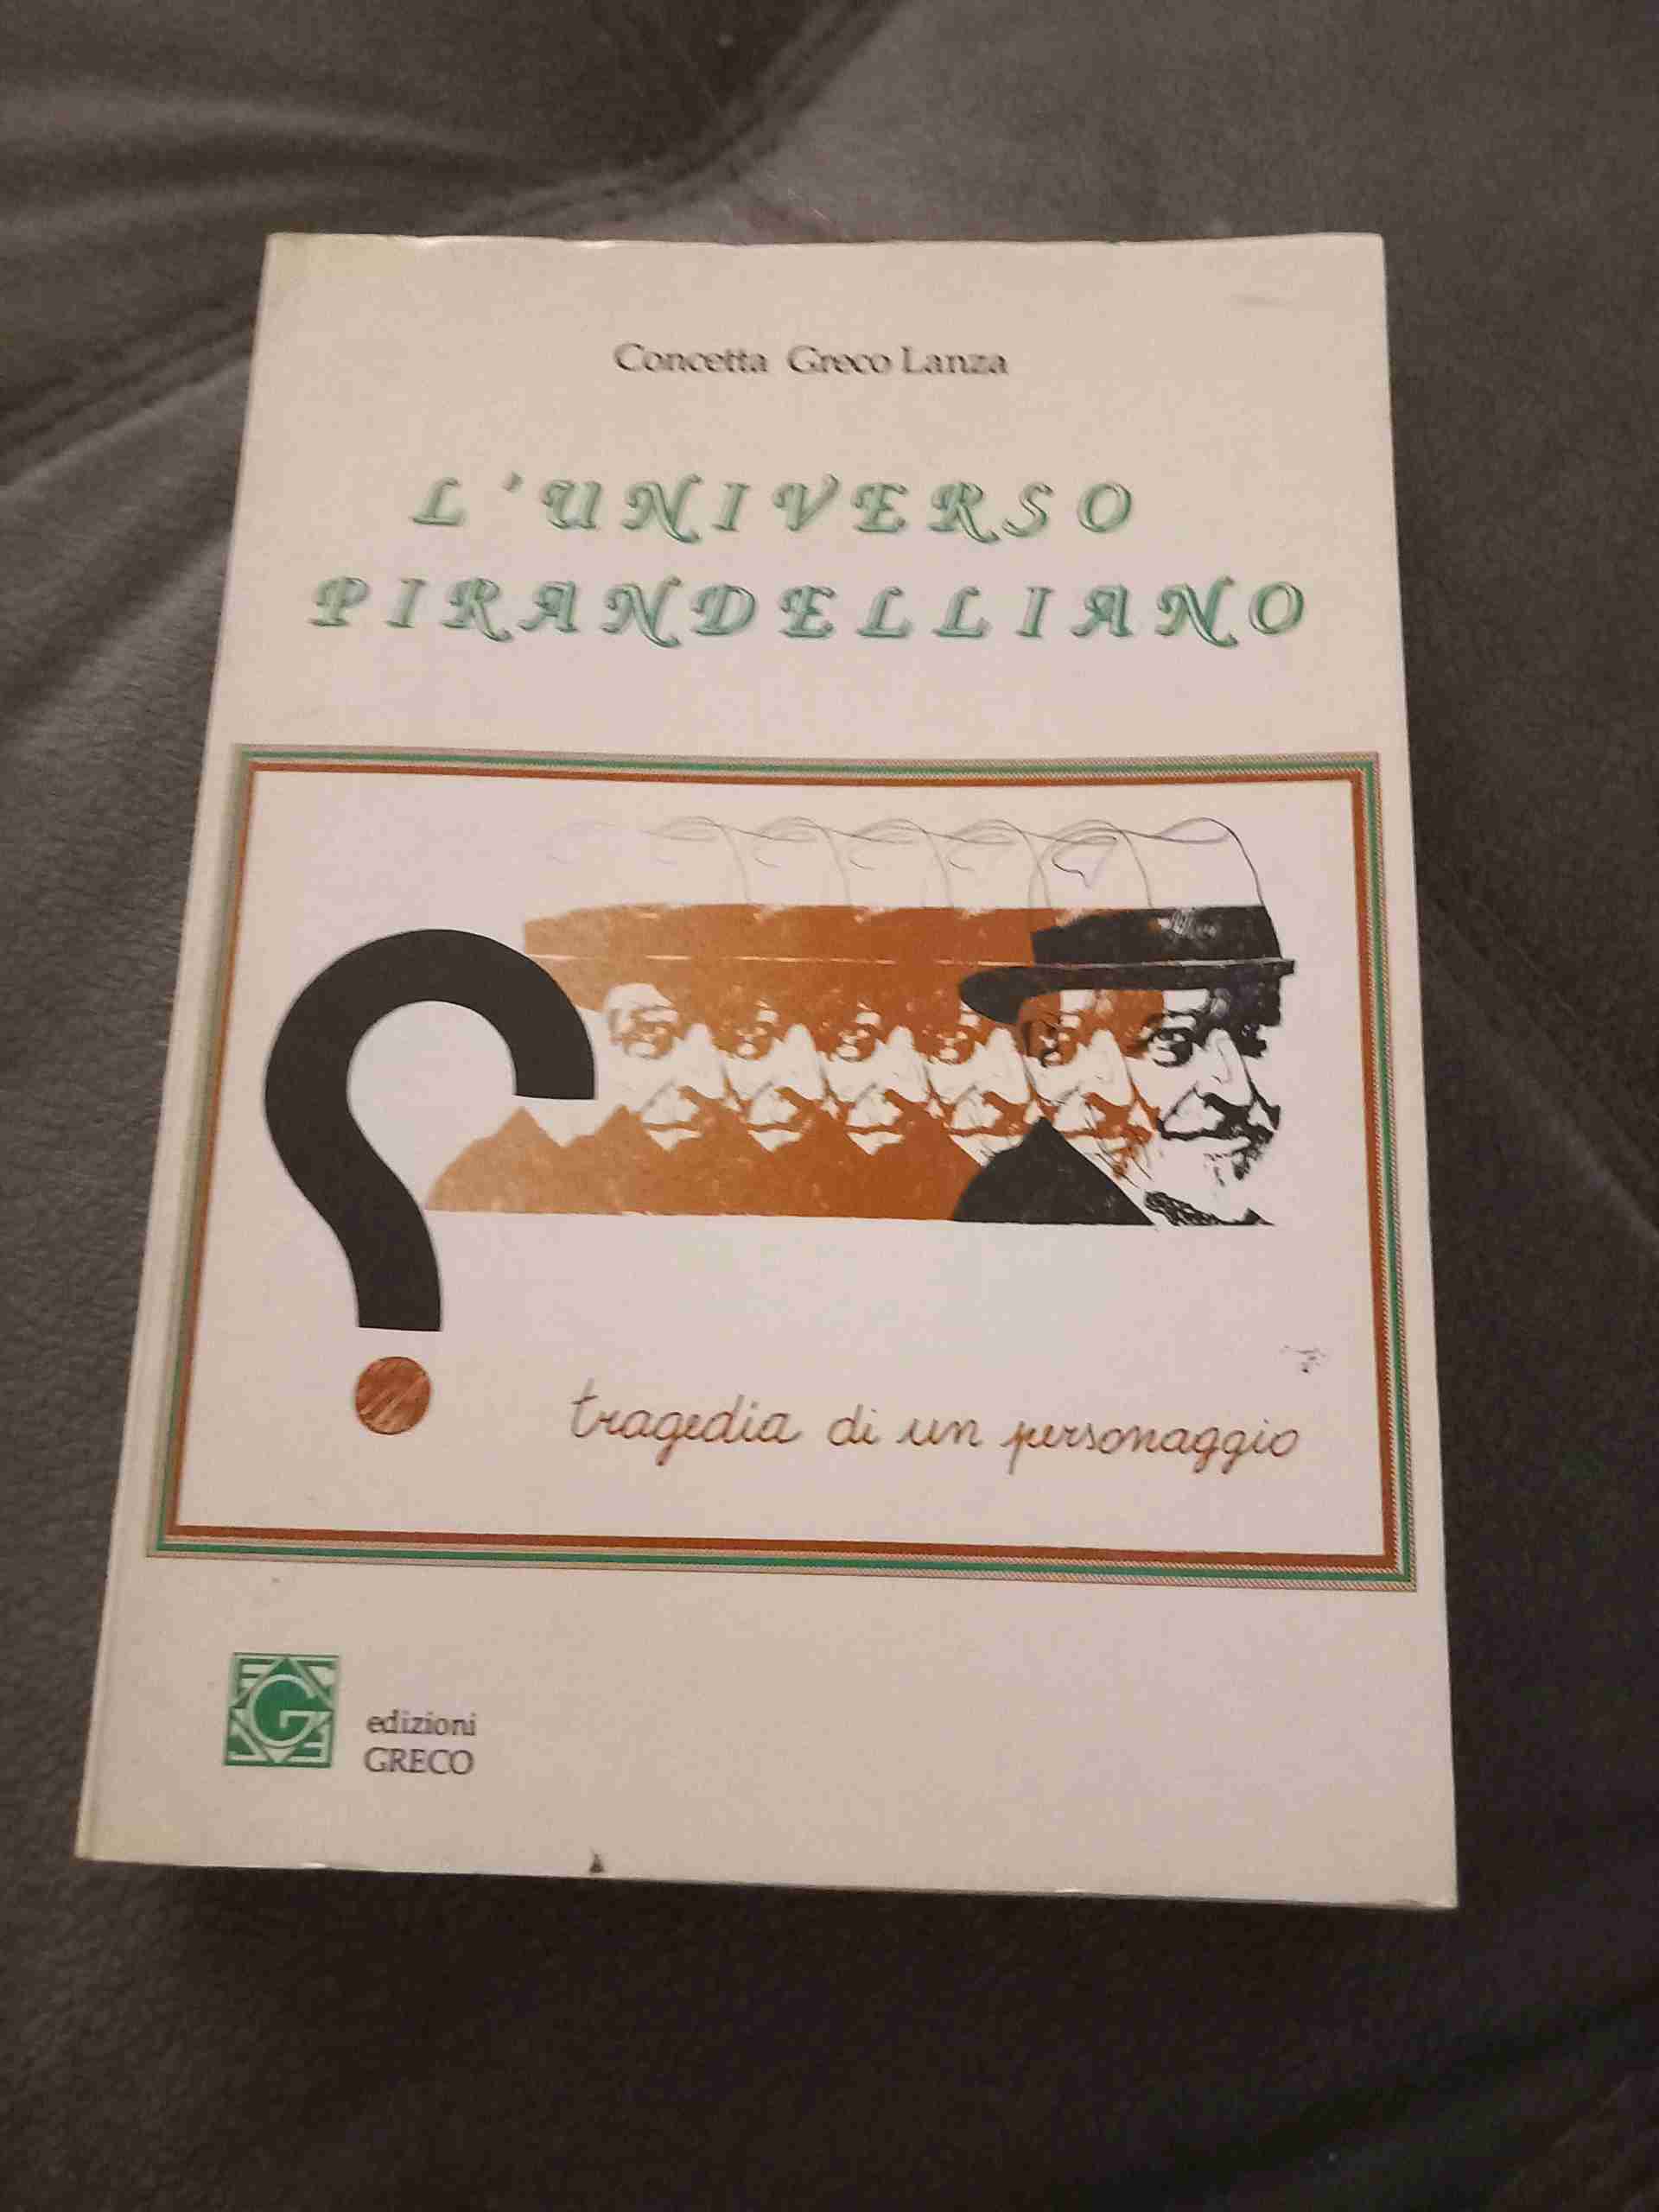 Concetta Greco Lanza
L'UNIVERSO
PIRANDELLIANO
?
tragedia di un personaggio
G
edizioni
GRECO